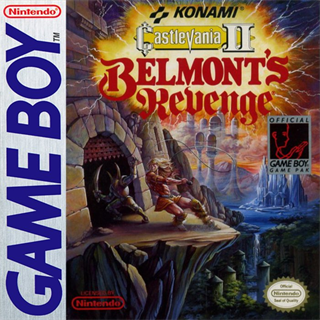 Nintendo
GAME BOY
TM
KONAMI
Castlevania II
BELMONT'S
Revenge
OFFICIAL
GAME BOY
GAME PAK
LICENSED BY
Nintendo
Official
Nintendo
Seal of Quality